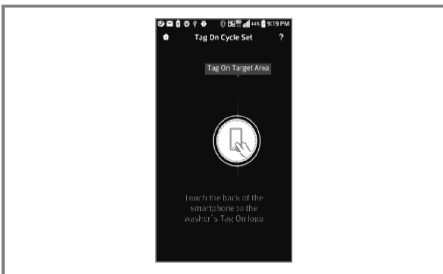 44% 9:19 PM
Tag On Cycle Set ?
Tag On Target Area
Touch the back of the
smartphone to the
washer's Tag On logo